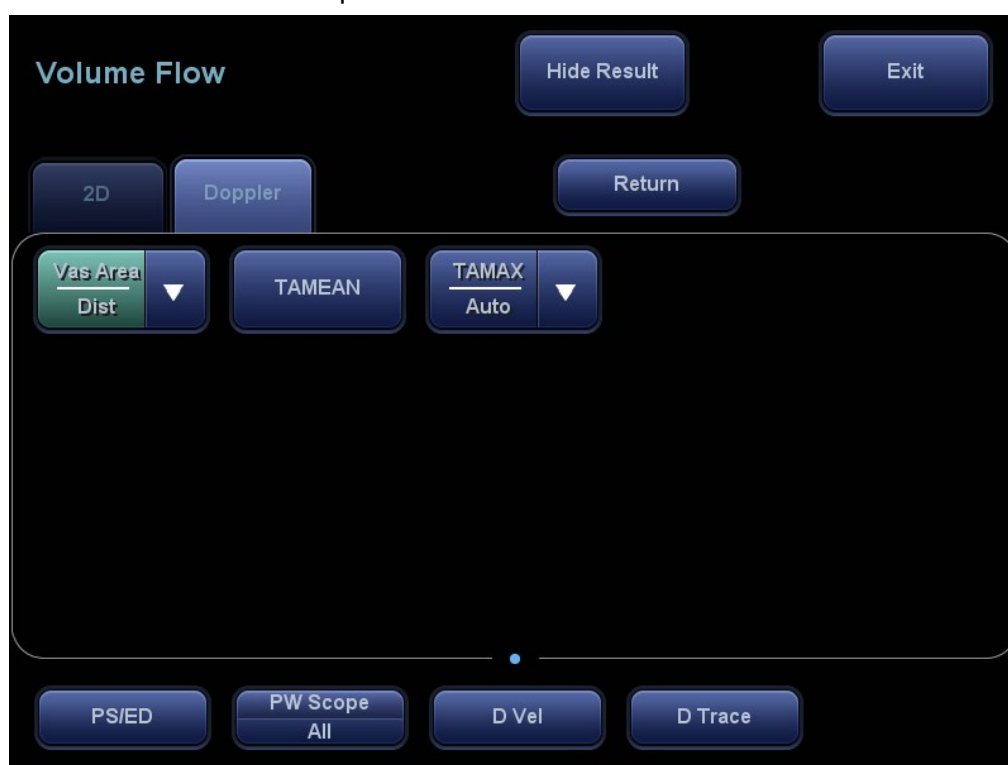 Volume Flow
Hide Result
Exit
2D
Doppler
Return
Vas Area
Dist
TAMEAN
TAMAX
Auto
PS/ED
PW Scope
All
D Vel
D Trace